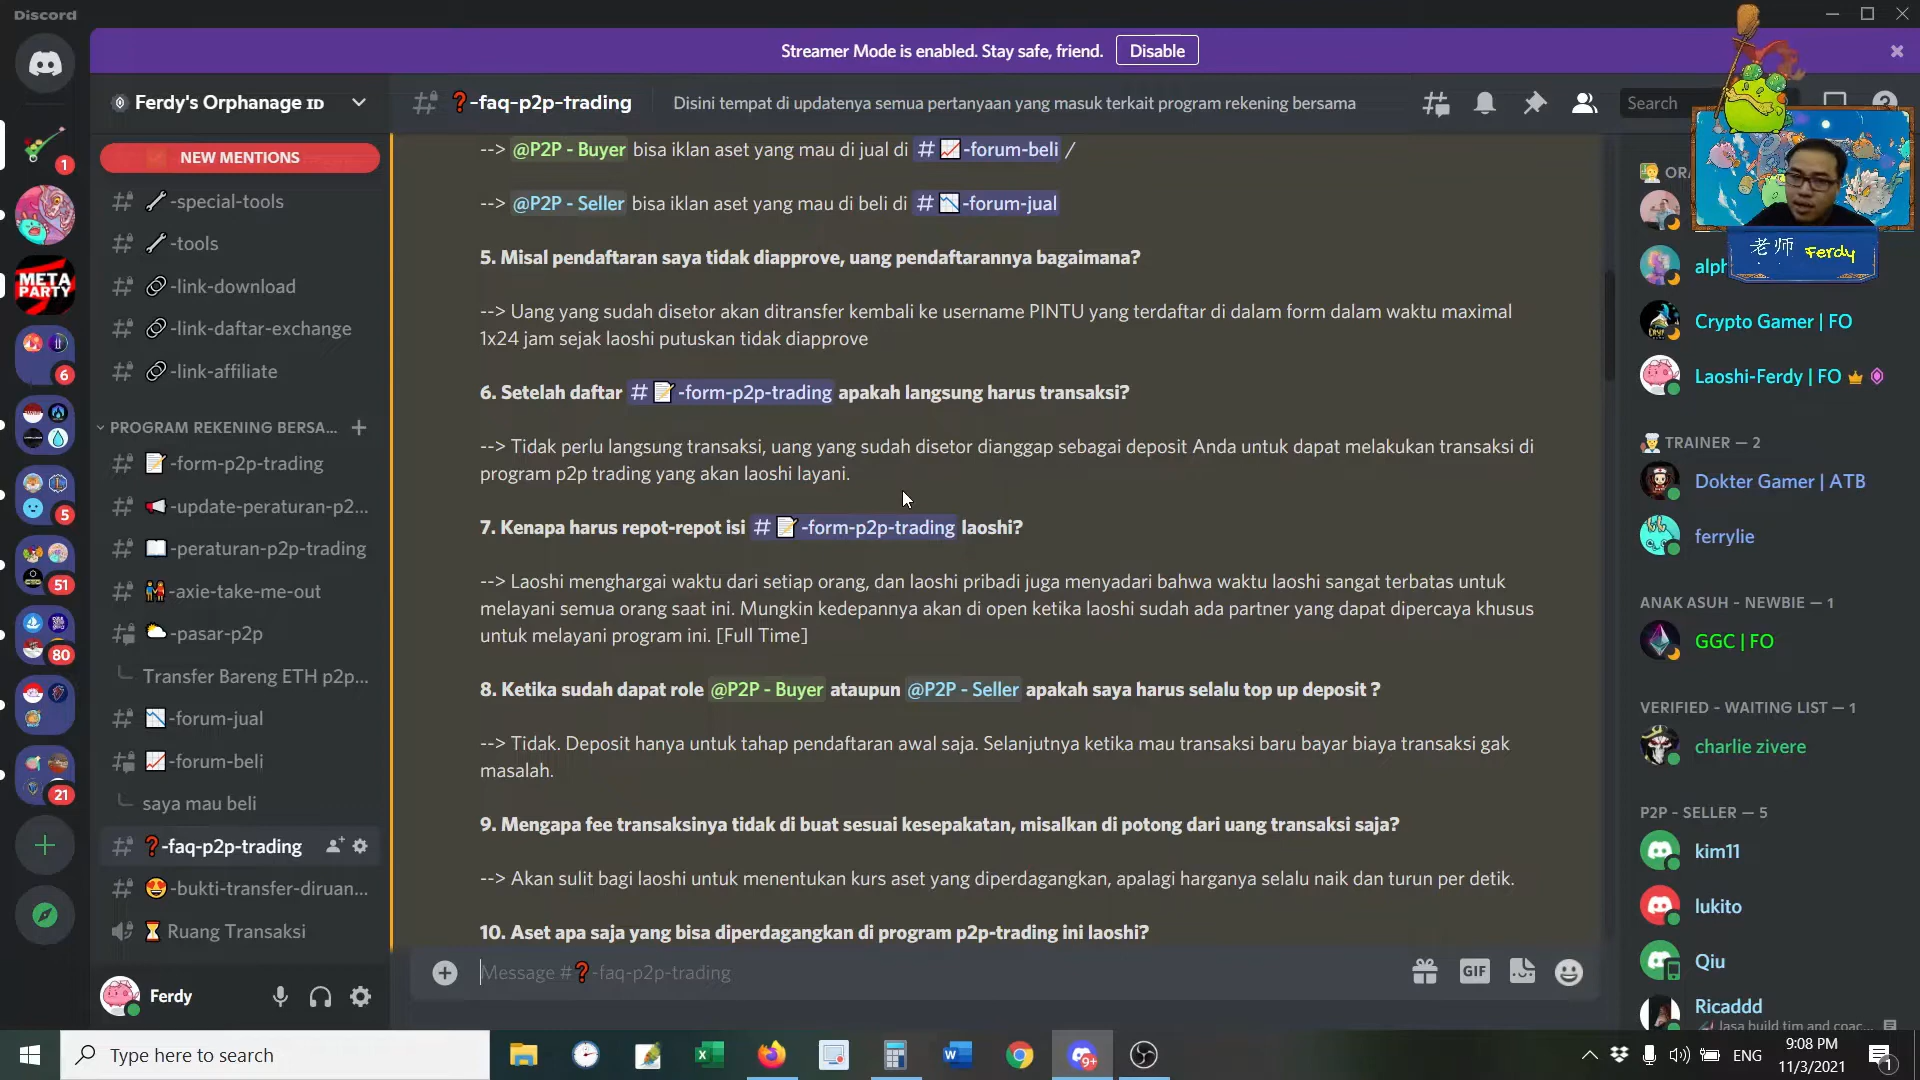 Discord
Streamer Mode is enabled. Stay safe, friend.
Disable
Ferdy's Orphanage ID
❓-faq-p2p-trading
Disini tempat di updatenya semua pertanyaan yang masuk terkait program rekening bersama
Search
NEW MENTIONS
-special-tools
-tools
-link-download
-link-daftar-exchange
-link-affiliate
PROGRAM REKENING BERSA...
-form-p2p-trading
-update-peraturan-p2...
-peraturan-p2p-trading
-axie-take-me-out
-pasar-p2p
Transfer Bareng ETH p2p...
-forum-jual
-forum-beli
saya mau beli
❓-faq-p2p-trading
-bukti-transfer-diruan...
Ruang Transaksi
Ferdy
1
META
PARTY
6
5
51
80
21
--> @P2P - Buyer bisa iklan aset yang mau di jual di # -forum-beli /
--> @P2P - Seller bisa iklan aset yang mau di beli di # -forum-jual
5. Misal pendaftaran saya tidak diapprove, uang pendaftarannya bagaimana?
--> Uang yang sudah disetor akan ditransfer kembali ke username PINTU yang terdaftar di dalam form dalam waktu maximal
1x24 jam sejak laoshi putuskan tidak diapprove
6. Setelah daftar # -form-p2p-trading apakah langsung harus transaksi?
--> Tidak perlu langsung transaksi, uang yang sudah disetor dianggap sebagai deposit Anda untuk dapat melakukan transaksi di
program p2p trading yang akan laoshi layani.
7. Kenapa harus repot-repot isi # -form-p2p-trading laoshi?
--> Laoshi menghargai waktu dari setiap orang, dan laoshi pribadi juga menyadari bahwa waktu laoshi sangat terbatas untuk
melayani semua orang saat ini. Mungkin kedepannya akan di open ketika laoshi sudah ada partner yang dapat dipercaya khusus
untuk melayani program ini. [Full Time]
8. Ketika sudah dapat role @P2P - Buyer ataupun @P2P - Seller apakah saya harus selalu top up deposit ?
--> Tidak. Deposit hanya untuk tahap pendaftaran awal saja. Selanjutnya ketika mau transaksi baru bayar biaya transaksi gak
masalah.
9. Mengapa fee transaksinya tidak di buat sesuai kesepakatan, misalkan di potong dari uang transaksi saja?
--> Akan sulit bagi laoshi untuk menentukan kurs aset yang diperdagangkan, apalagi harganya selalu naik dan turun per detik.
10. Aset apa saja yang bisa diperdagangkan di program p2p-trading ini laoshi?
Message #❓-faq-p2p-trading
GIF
老师 Ferdy
OR
alp
Crypto Gamer | FO
Laoshi-Ferdy | FO
TRAINER — 2
Dokter Gamer | ATB
ferrylie
ANAK ASUH - NEWBIE — 1
GGC | FO
VERIFIED - WAITING LIST — 1
charlie zivere
P2P - SELLER — 5
kim11
lukito
Qiu
Ricaddd
Jasa build tim and coac...
Type here to search
9+
ENG
9:08 PM
11/3/2021
1